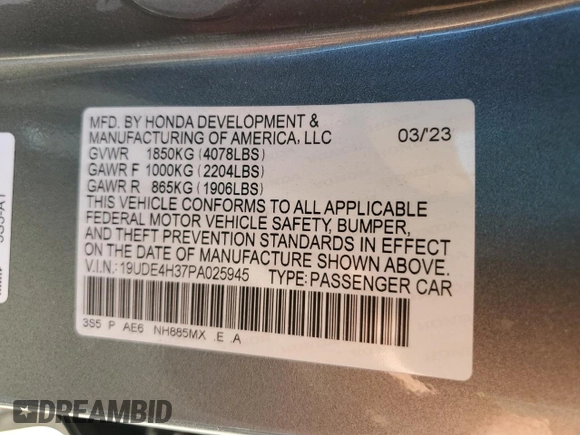 MFD. BY HONDA DEVELOPMENT &
MANUFACTURING OF AMERICA, LLC 03/'23
GVWR 1850KG (4078LBS)
GAWR F 1000KG (2204LBS)
GAWR R 865KG (1906LBS)
THIS VEHICLE CONFORMS TO ALL APPLICABLE
FEDERAL MOTOR VEHICLE SAFETY, BUMPER,
AND THEFT PREVENTION STANDARDS IN EFFECT
ON THE DATE OF MANUFACTURE SHOWN ABOVE.
V.I.N.: 19UDE4H37PA025945 TYPE: PASSENGER CAR
3S5 P AE6 NH885MX .E .A
DREAMBID